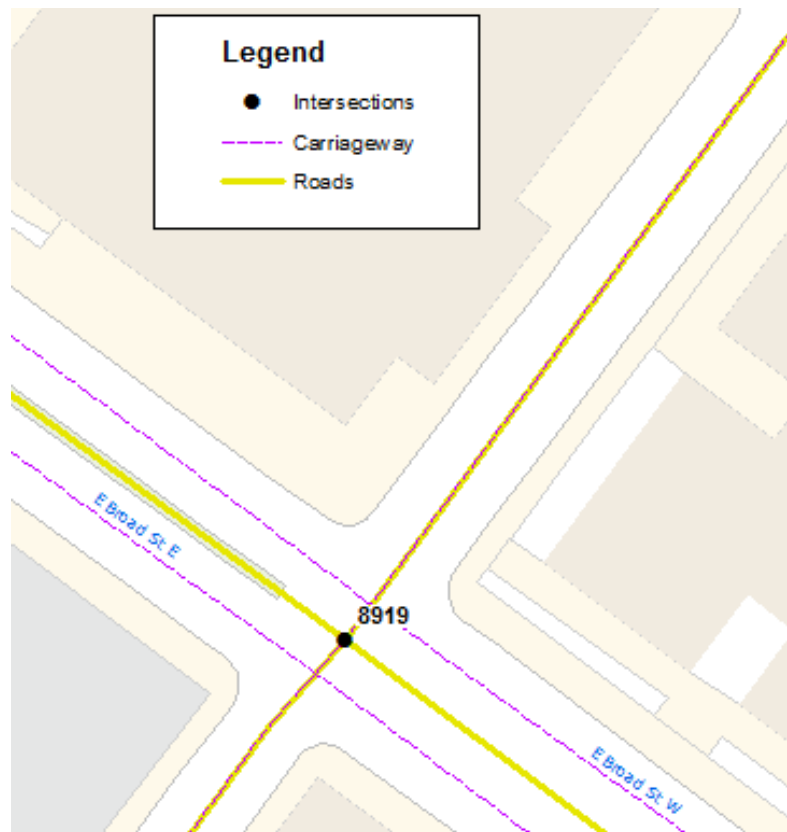 Legend
Intersections
Carriageway
Roads
E Broad St E
8919
E Broad St W